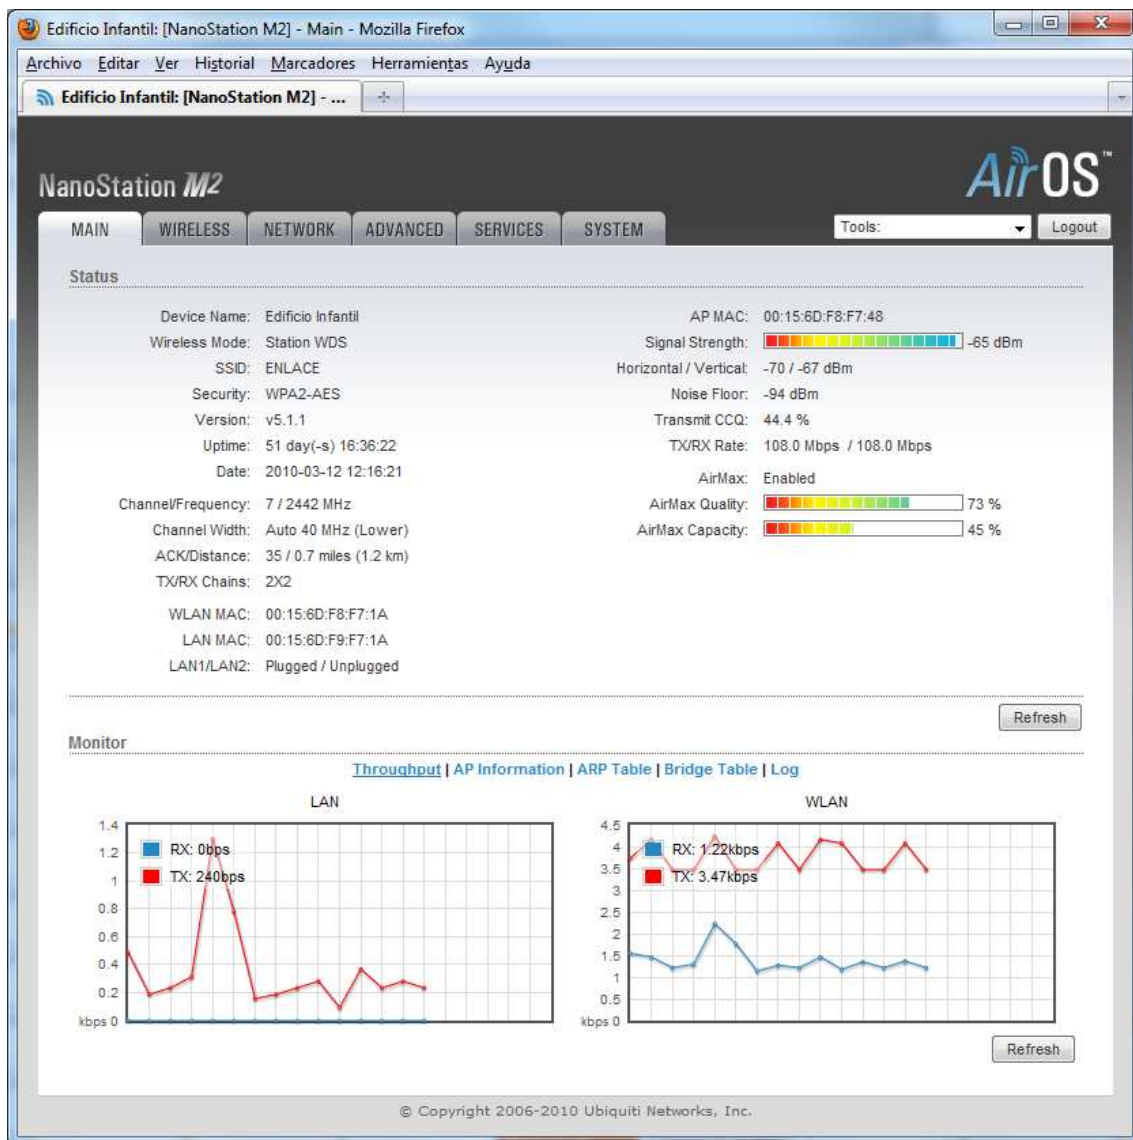 Edificio Infantil: [NanoStation M2] - Main - Mozilla Firefox
Archivo Editar Ver Historial Marcadores Herramientas Ayuda
Edificio Infantil: [NanoStation M2] - ...
AirOS™
NanoStation M2
MAIN WIRELESS NETWORK ADVANCED SERVICES SYSTEM Tools: Logout
Status
Device Name: Edificio Infantil
Wireless Mode: Station WDS
SSID: ENLACE
Security: WPA2-AES
Version: v5.1.1
Uptime: 51 day(-s) 16:36:22
Date: 2010-03-12 12:16:21
Channel/Frequency: 7 / 2442 MHz
Channel Width: Auto 40 MHz (Lower)
ACK/Distance: 35 / 0.7 miles (1.2 km)
TX/RX Chains: 2X2
WLAN MAC: 00:15:6D:F8:F7:1A
LAN MAC: 00:15:6D:F9:F7:1A
LAN1/LAN2: Plugged / Unplugged
AP MAC: 00:15:6D:F8:F7:48
Signal Strength: -65 dBm
Horizontal / Vertical: -70 / -67 dBm
Noise Floor: -94 dBm
Transmit CCQ: 44.4 %
TX/RX Rate: 108.0 Mbps / 108.0 Mbps
AirMax: Enabled
AirMax Quality: 73 %
AirMax Capacity: 45 %
Refresh
Monitor
Throughput | AP Information | ARP Table | Bridge Table | Log
LAN
1.4
1.2
1
0.8
0.6
0.4
0.2
kbps 0
RX: 0bps
TX: 240bps
WLAN
4.5
4
3.5
3
2.5
2
1.5
1
0.5
kbps 0
RX: 1.22kbps
TX: 3.47kbps
Refresh
© Copyright 2006-2010 Ubiquiti Networks, Inc.